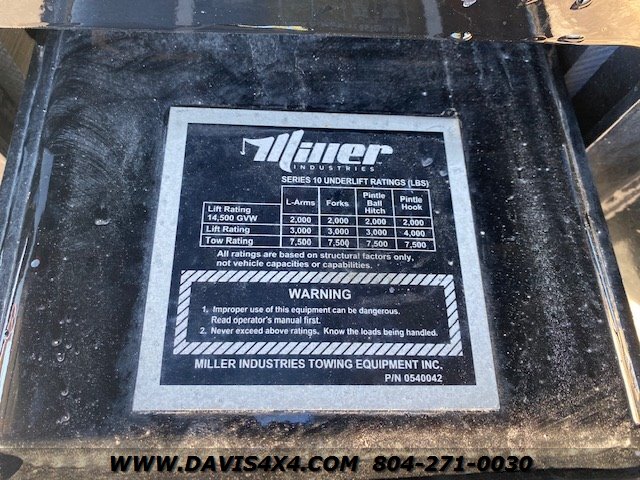 Miller
INDUSTRIES
SERIES 10 UNDERLIFT RATINGS (LBS)
L-Arms Forks Pintle Ball Hitch Pintle Hook
Lift Rating 14,500 GVW 2,000 2,000 2,000 2,000
Lift Rating 3,000 3,000 3,000 4,000
Tow Rating 7,500 7,500 7,500 7,500
All ratings are based on structural factors only,
not vehicle capacities or capabilities.
WARNING
1. Improper use of this equipment can be dangerous.
Read operator's manual first.
2. Never exceed above ratings. Know the loads being handled.
MILLER INDUSTRIES TOWING EQUIPMENT INC.
P/N 0540042
WWW.DAVIS4X4.COM 804-271-0030